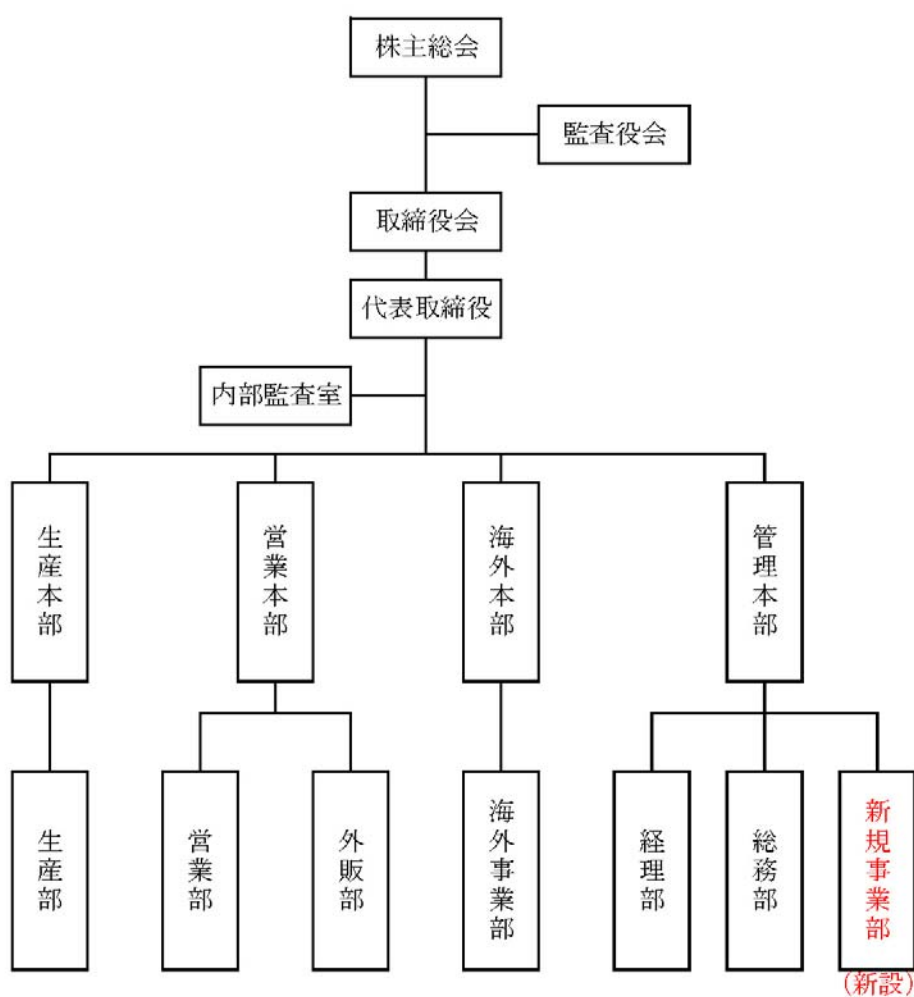 株主総会
監査役会
取締役会
代表取締役
内部監査室
生産本部
営業本部
海外本部
管理本部
生産部
営業部
外販部
海外事業部
経理部
総務部
新規事業部
(新設)